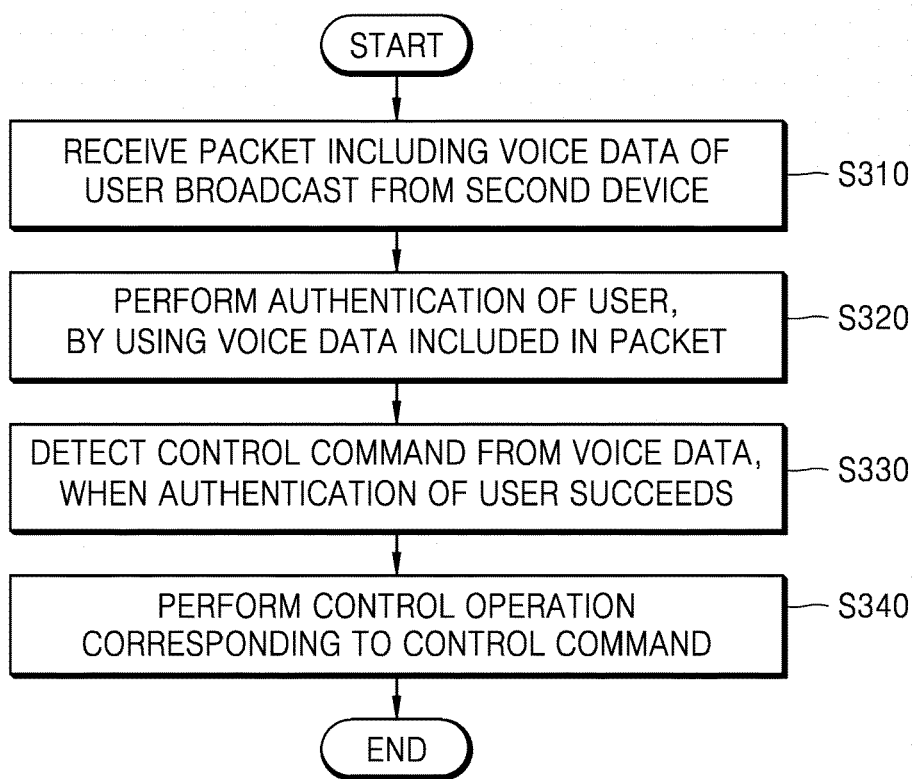 START
RECEIVE PACKET INCLUDING VOICE DATA OF
USER BROADCAST FROM SECOND DEVICE
S310
PERFORM AUTHENTICATION OF USER,
BY USING VOICE DATA INCLUDED IN PACKET
S320
DETECT CONTROL COMMAND FROM VOICE DATA,
WHEN AUTHENTICATION OF USER SUCCEEDS
S330
PERFORM CONTROL OPERATION
CORRESPONDING TO CONTROL COMMAND
S340
END